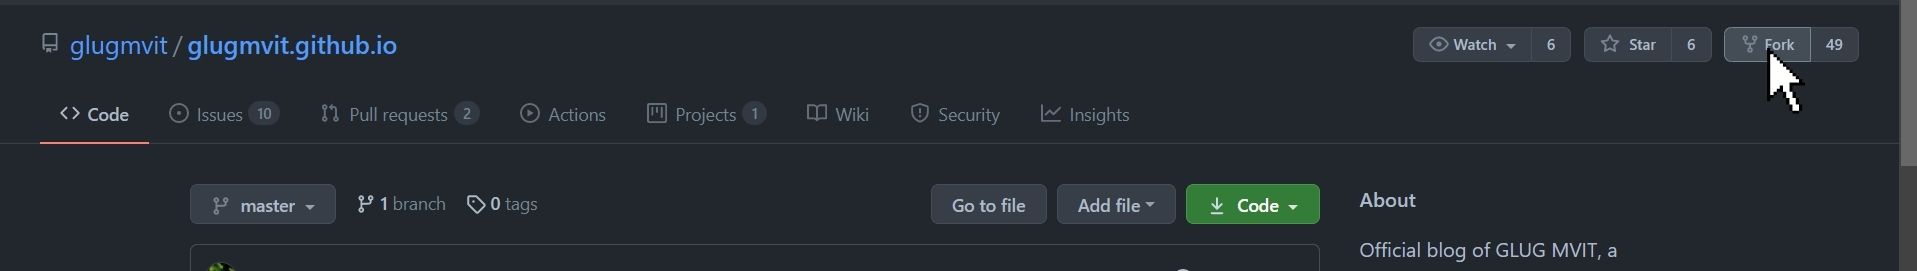 glugmvit / glugmvit.github.io Watch 6 Star 6 Fork 49
Code Issues 10 Pull requests 2 Actions Projects 1 Wiki Security Insights
master 1 branch 0 tags Go to file Add file Code About
Official blog of GLUG MVIT, a